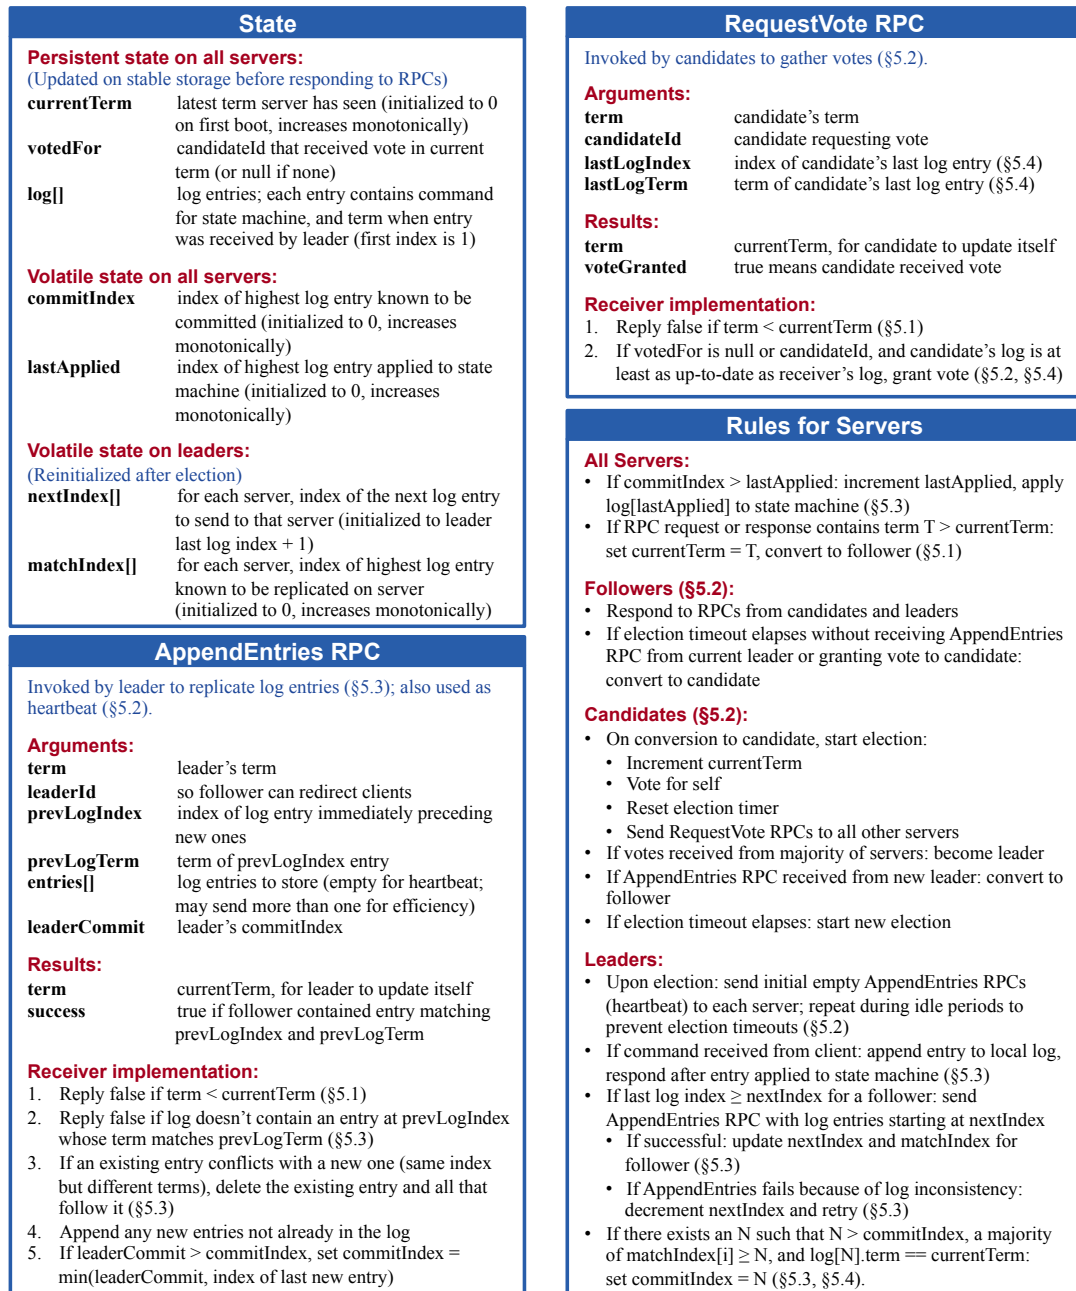 State
Persistent state on all servers:
(Updated on stable storage before responding to RPCs)
currentTerm latest term server has seen (initialized to 0
on first boot, increases monotonically)
votedFor candidateId that received vote in current
term (or null if none)
log[] log entries; each entry contains command
for state machine, and term when entry
was received by leader (first index is 1)
Volatile state on all servers:
commitIndex index of highest log entry known to be
committed (initialized to 0, increases
monotonically)
lastApplied index of highest log entry applied to state
machine (initialized to 0, increases
monotonically)
Volatile state on leaders:
(Reinitialized after election)
nextIndex[] for each server, index of the next log entry
to send to that server (initialized to leader
last log index + 1)
matchIndex[] for each server, index of highest log entry
known to be replicated on server
(initialized to 0, increases monotonically)
AppendEntries RPC
Invoked by leader to replicate log entries (§5.3); also used as
heartbeat (§5.2).
Arguments:
term leader's term
leaderId so follower can redirect clients
prevLogIndex index of log entry immediately preceding
new ones
prevLogTerm term of prevLogIndex entry
entries[] log entries to store (empty for heartbeat;
may send more than one for efficiency)
leaderCommit leader's commitIndex
Results:
term currentTerm, for leader to update itself
success true if follower contained entry matching
prevLogIndex and prevLogTerm
Receiver implementation:
1. Reply false if term < currentTerm (§5.1)
2. Reply false if log doesn't contain an entry at prevLogIndex
whose term matches prevLogTerm (§5.3)
3. If an existing entry conflicts with a new one (same index
but different terms), delete the existing entry and all that
follow it (§5.3)
4. Append any new entries not already in the log
5. If leaderCommit > commitIndex, set commitIndex =
min(leaderCommit, index of last new entry)
RequestVote RPC
Invoked by candidates to gather votes (§5.2).
Arguments:
term candidate's term
candidateId candidate requesting vote
lastLogIndex index of candidate's last log entry (§5.4)
lastLogTerm term of candidate's last log entry (§5.4)
Results:
term currentTerm, for candidate to update itself
voteGranted true means candidate received vote
Receiver implementation:
1. Reply false if term < currentTerm (§5.1)
2. If votedFor is null or candidateId, and candidate's log is at
least as up-to-date as receiver's log, grant vote (§5.2, §5.4)
Rules for Servers
All Servers:
• If commitIndex > lastApplied: increment lastApplied, apply
log[lastApplied] to state machine (§5.3)
• If RPC request or response contains term T > currentTerm:
set currentTerm = T, convert to follower (§5.1)
Followers (§5.2):
• Respond to RPCs from candidates and leaders
• If election timeout elapses without receiving AppendEntries
RPC from current leader or granting vote to candidate:
convert to candidate
Candidates (§5.2):
• On conversion to candidate, start election:
• Increment currentTerm
• Vote for self
• Reset election timer
• Send RequestVote RPCs to all other servers
• If votes received from majority of servers: become leader
• If AppendEntries RPC received from new leader: convert to
follower
• If election timeout elapses: start new election
Leaders:
• Upon election: send initial empty AppendEntries RPCs
(heartbeat) to each server; repeat during idle periods to
prevent election timeouts (§5.2)
• If command received from client: append entry to local log,
respond after entry applied to state machine (§5.3)
• If last log index ≥ nextIndex for a follower: send
AppendEntries RPC with log entries starting at nextIndex
• If successful: update nextIndex and matchIndex for
follower (§5.3)
• If AppendEntries fails because of log inconsistency:
decrement nextIndex and retry (§5.3)
• If there exists an N such that N > commitIndex, a majority
of matchIndex[i] ≥ N, and log[N].term == currentTerm:
set commitIndex = N (§5.3, §5.4).